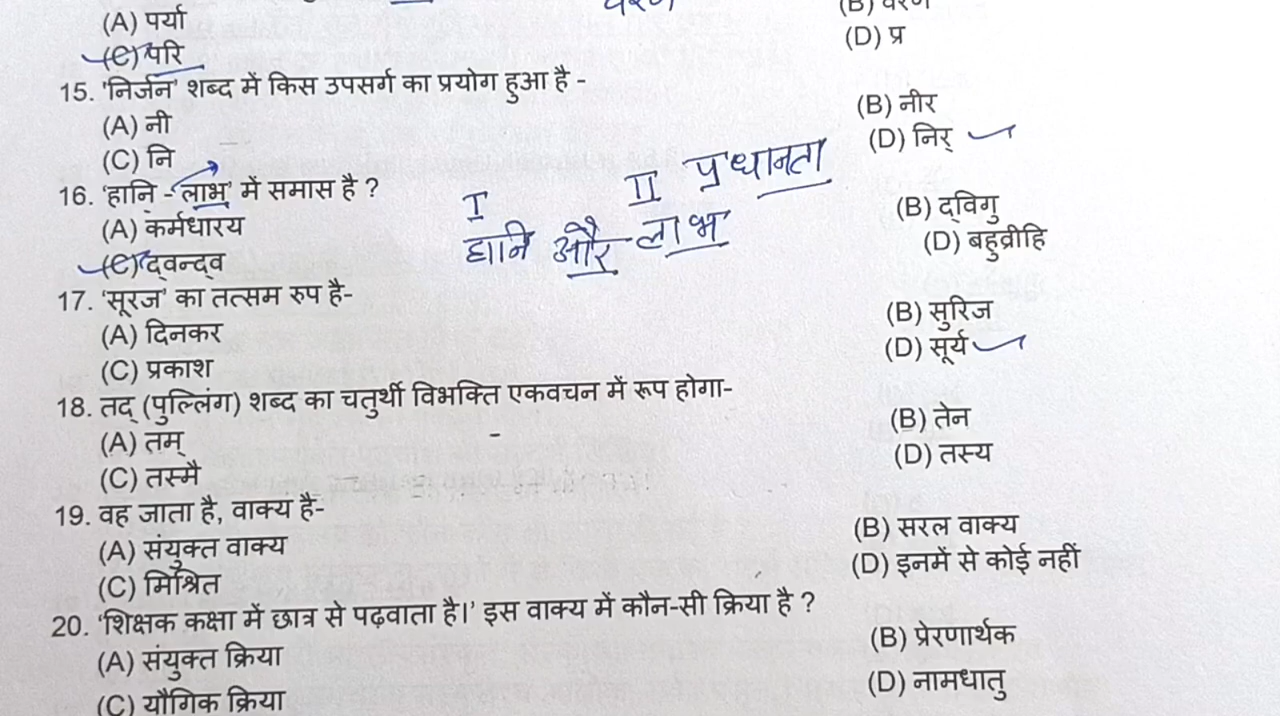 (A) पर्या
(C) परि
(D) प्र
15. 'निर्जन' शब्द में किस उपसर्ग का प्रयोग हुआ है -
(A) नी
(B) नीर
(C) नि
(D) निर्
16. 'हानि - लाभ' में समास है ?
II प्रधानता
I
हानि और लाभ
(A) कर्मधारय
(B) द्विगु
(C) द्वन्द्व
(D) बहुव्रीहि
17. 'सूरज' का तत्सम रुप है-
(A) दिनकर
(B) सुरिज
(C) प्रकाश
(D) सूर्य
18. तद् (पुल्लिंग) शब्द का चतुर्थी विभक्ति एकवचन में रूप होगा-
(A) तम्
(B) तेन
(C) तस्मै
(D) तस्य
19. वह जाता है, वाक्य है-
(A) संयुक्त वाक्य
(B) सरल वाक्य
(C) मिश्रित
(D) इनमें से कोई नहीं
20. 'शिक्षक कक्षा में छात्र से पढ़वाता है।' इस वाक्य में कौन-सी क्रिया है ?
(A) संयुक्त क्रिया
(B) प्रेरणार्थक
(C) यौगिक क्रिया
(D) नामधातु